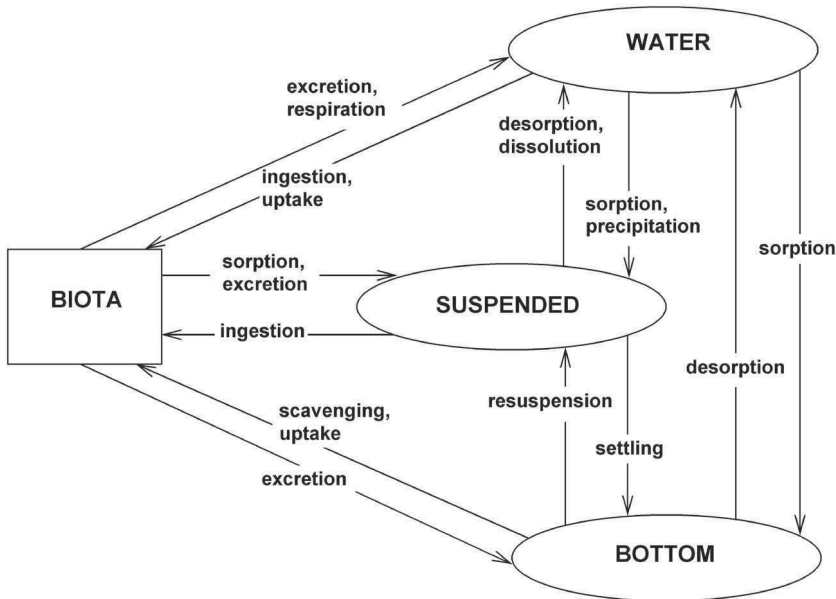 WATER
excretion,
respiration
desorption,
dissolution
ingestion,
uptake
sorption,
precipitation
sorption
sorption,
excretion
BIOTA
SUSPENDED
ingestion
desorption
resuspension
scavenging,
uptake
settling
excretion
BOTTOM